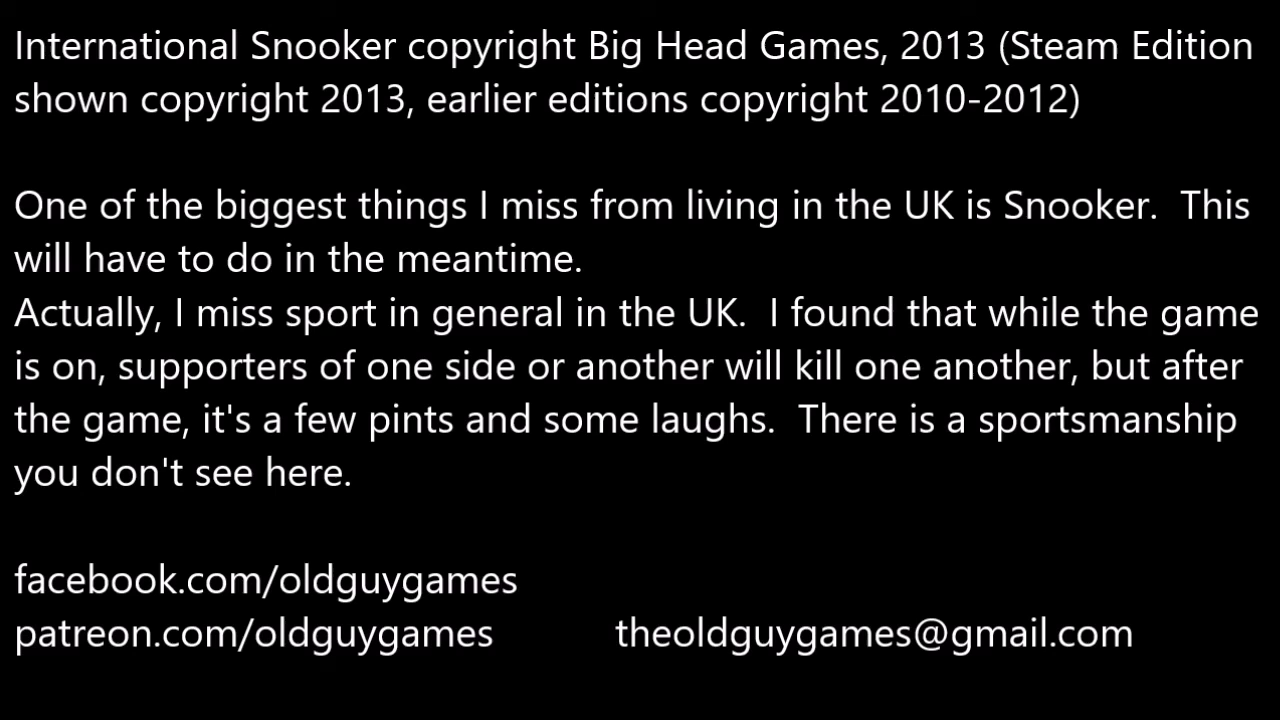 International Snooker copyright Big Head Games, 2013 (Steam Edition
shown copyright 2013, earlier editions copyright 2010-2012)
One of the biggest things I miss from living in the UK is Snooker.  This
will have to do in the meantime.
Actually, I miss sport in general in the UK.  I found that while the game
is on, supporters of one side or another will kill one another, but after
the game, it's a few pints and some laughs.  There is a sportsmanship
you don't see here.
facebook.com/oldguygames
patreon.com/oldguygames theoldguygames@gmail.com